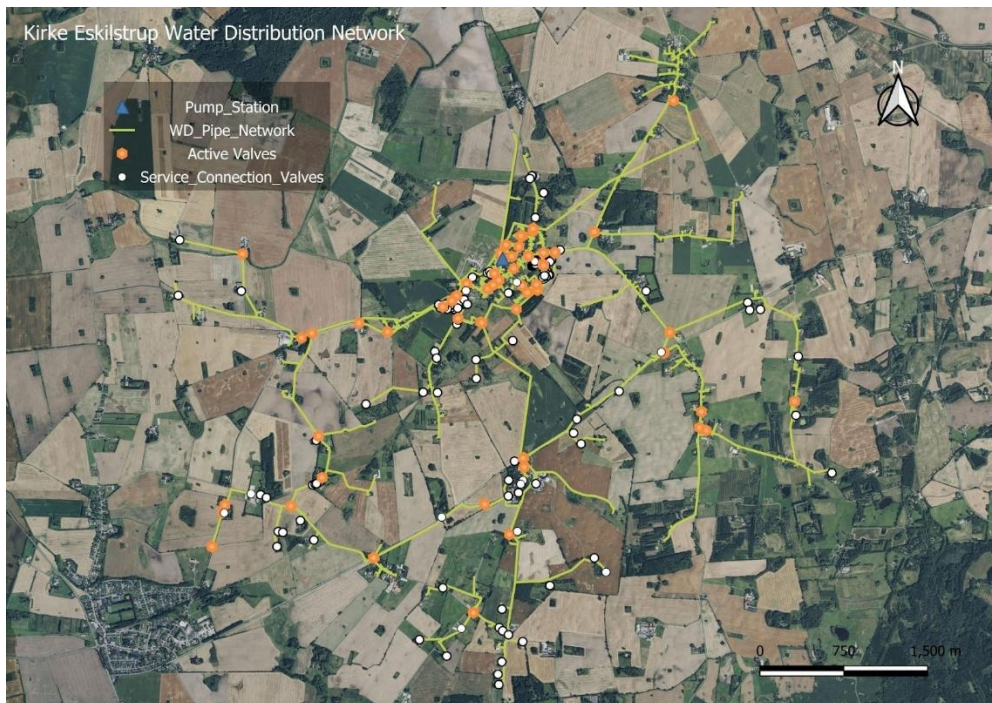 Kirke Eskilstrup Water Distribution Network
N
Pump_Station
WD_Pipe_Network
Active Valves
Service_Connection_Valves
0 750 1,500 m